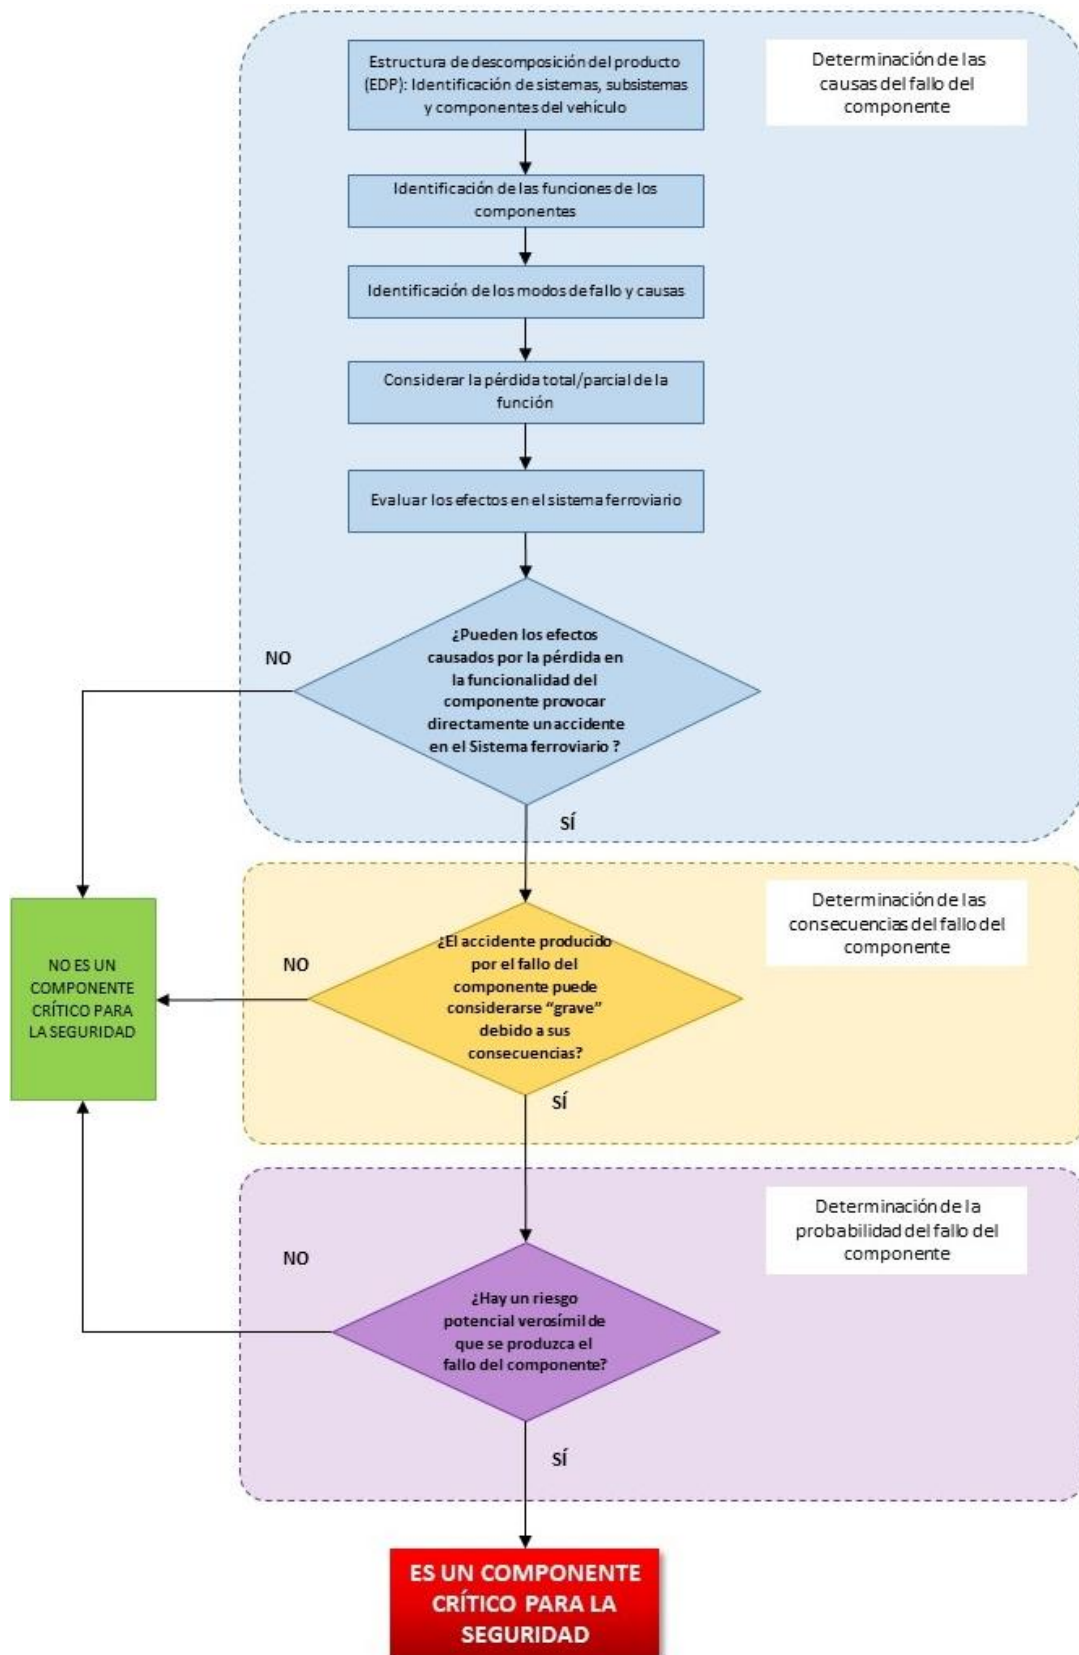 Estructura de descomposición del producto
(EDP): Identificación de sistemas, subsistemas
y componentes del vehículo
Determinación de las
causas del fallo del
componente
Identificación de las funciones de los
componentes
Identificación de los modos de fallo y causas
Considerar la pérdida total/parcial de la
función
Evaluar los efectos en el sistema ferroviario
¿Pueden los efectos
causados por la pérdida en
la funcionalidad del
componente provocar
directamente un accidente
en el Sistema ferroviario ?
NO
SÍ
Determinación de las
consecuencias del fallo del
componente
¿El accidente producido
por el fallo del
componente puede
considerarse “grave”
debido a sus
consecuencias?
NO
NO ES UN
COMPONENTE
CRÍTICO PARA
LA SEGURIDAD
SÍ
Determinación de la
probabilidad del fallo del
componente
NO
¿Hay un riesgo
potencial verosímil de
que se produzca el
fallo del componente?
SÍ
ES UN COMPONENTE
CRÍTICO PARA LA
SEGURIDAD